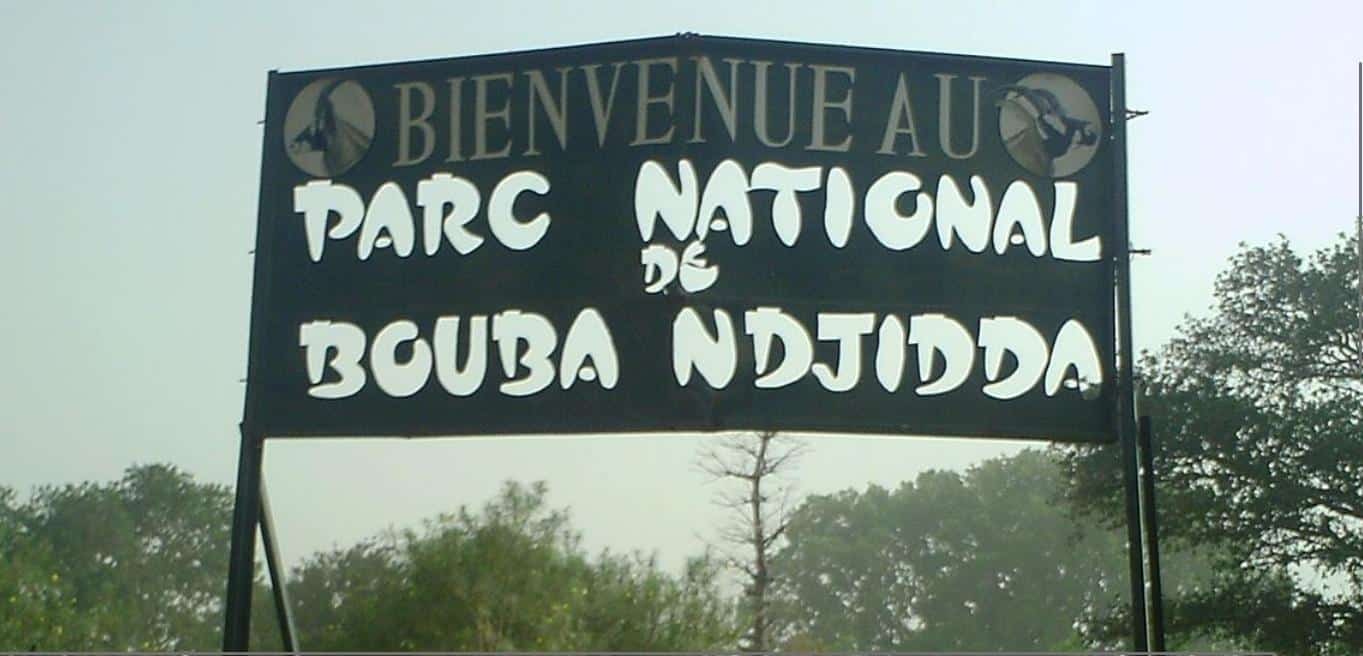 BIENVENUE AU
PARC NATIONAL
DE
BOUBA NDJIDDA